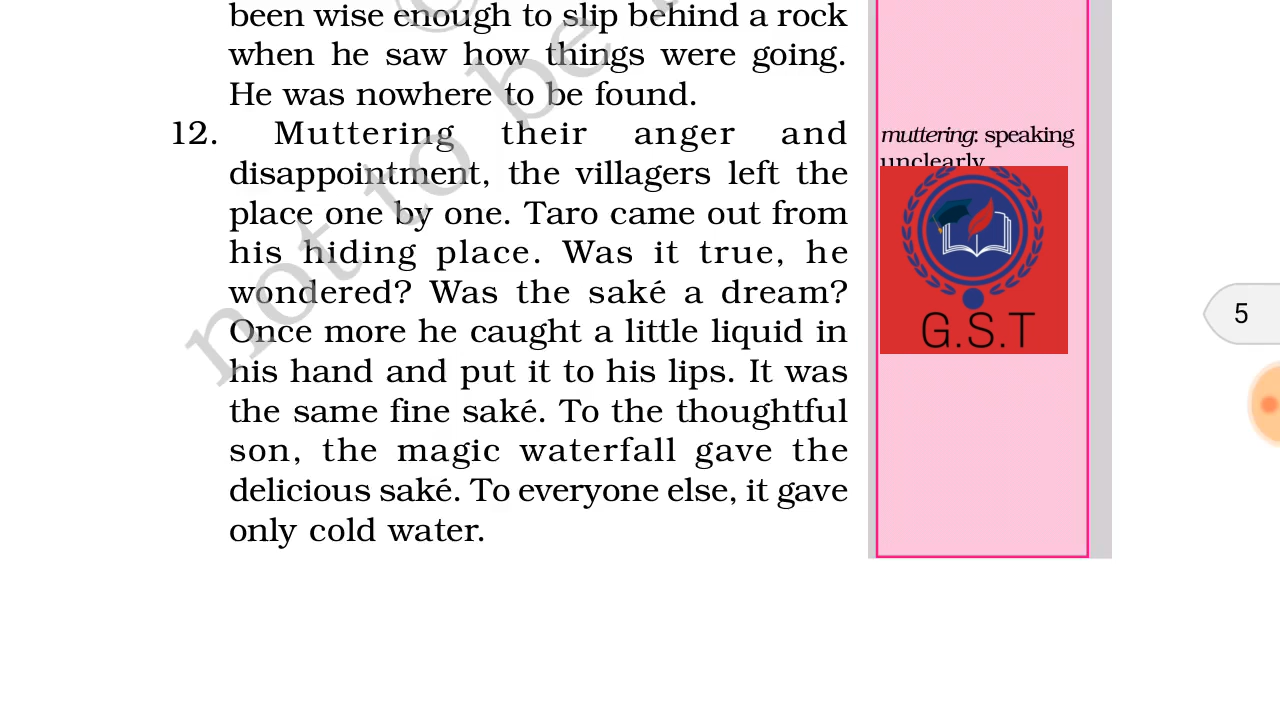 been wise enough to slip behind a rock
when he saw how things were going.
He was nowhere to be found.
12. Muttering their anger and
disappointment, the villagers left the
place one by one. Taro came out from
his hiding place. Was it true, he
wondered? Was the saké a dream?
Once more he caught a little liquid in
his hand and put it to his lips. It was
the same fine saké. To the thoughtful
son, the magic waterfall gave the
delicious saké. To everyone else, it gave
only cold water.
muttering: speaking
unclearly
G.S.T
5
not to be
©